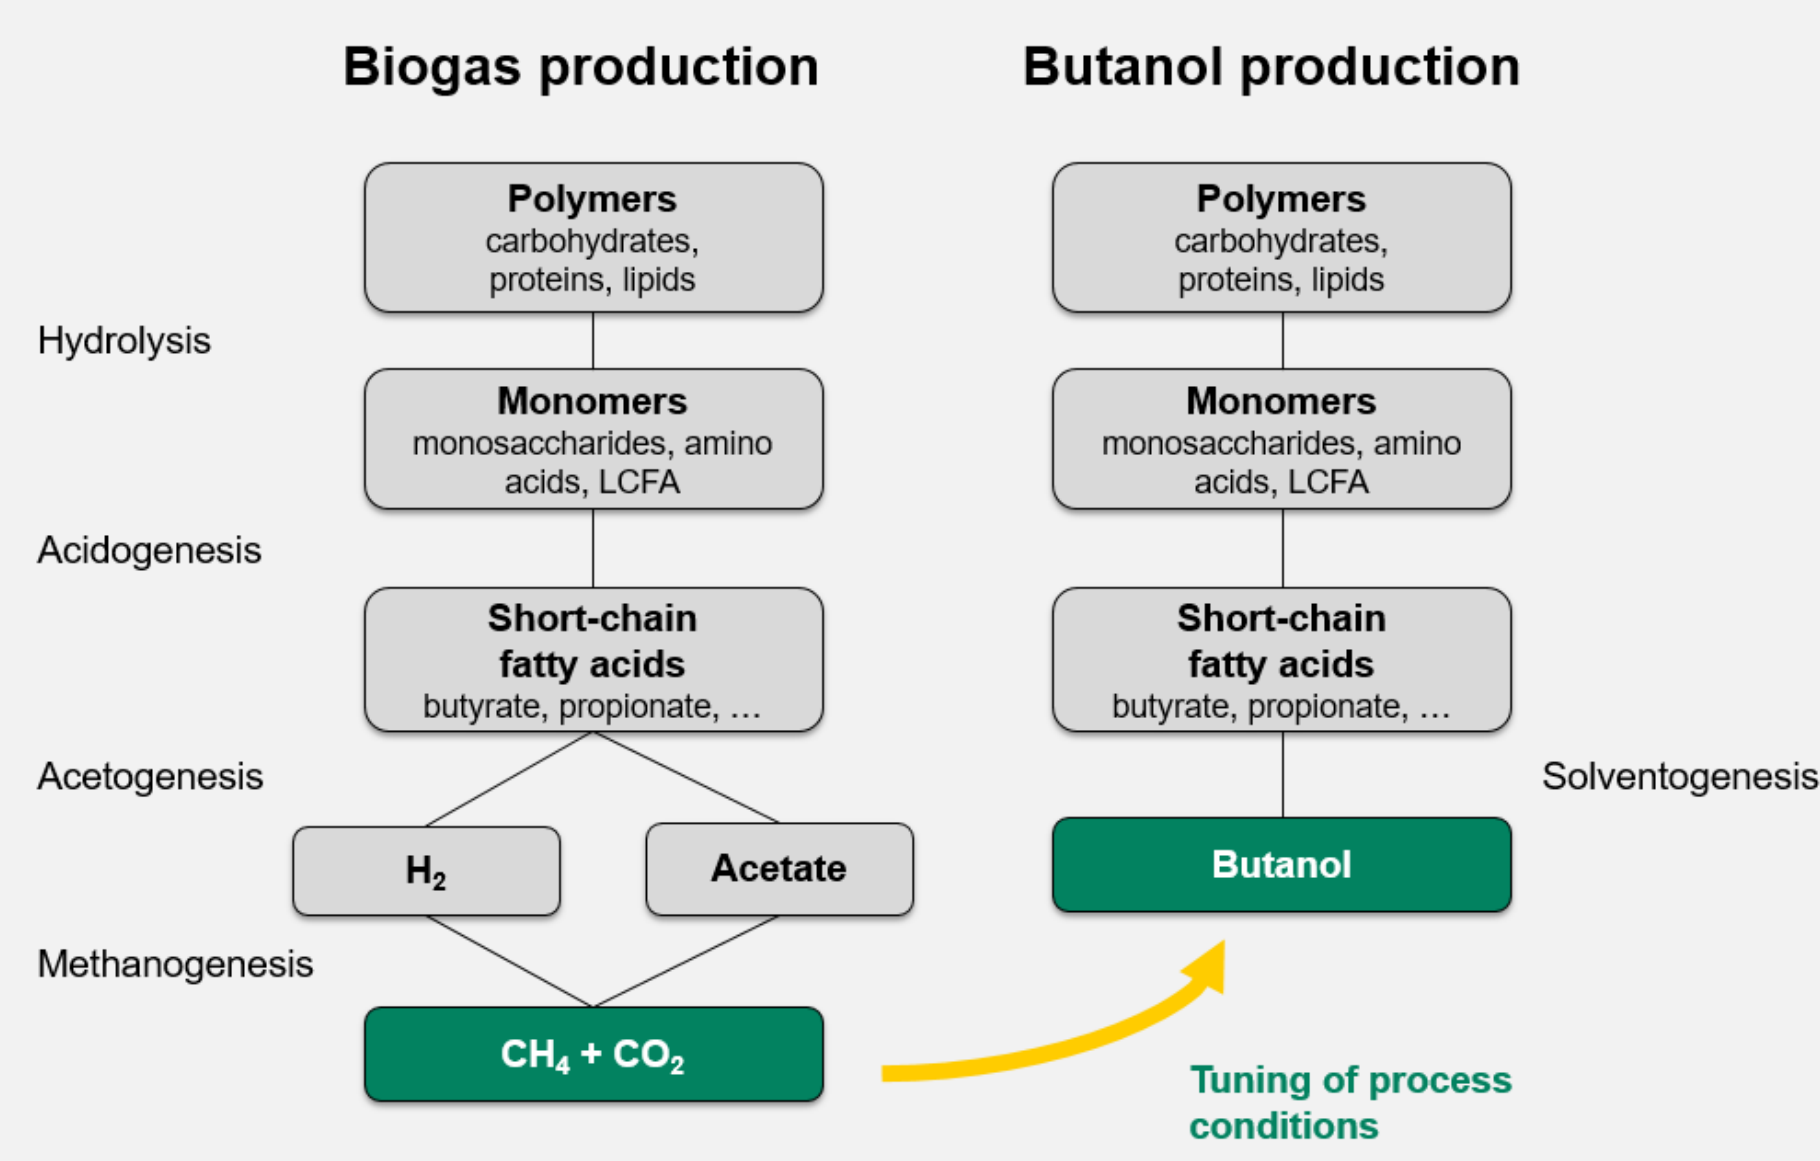 Biogas production
Butanol production
Polymers
carbohydrates,
proteins, lipids
Polymers
carbohydrates,
proteins, lipids
Hydrolysis
Monomers
monosaccharides, amino
acids, LCFA
Monomers
monosaccharides, amino
acids, LCFA
Acidogenesis
Short-chain
fatty acids
butyrate, propionate, …
Short-chain
fatty acids
butyrate, propionate, …
Acetogenesis
Solventogenesis
H₂
Acetate
Butanol
Methanogenesis
CH₄ + CO₂
Tuning of process
conditions